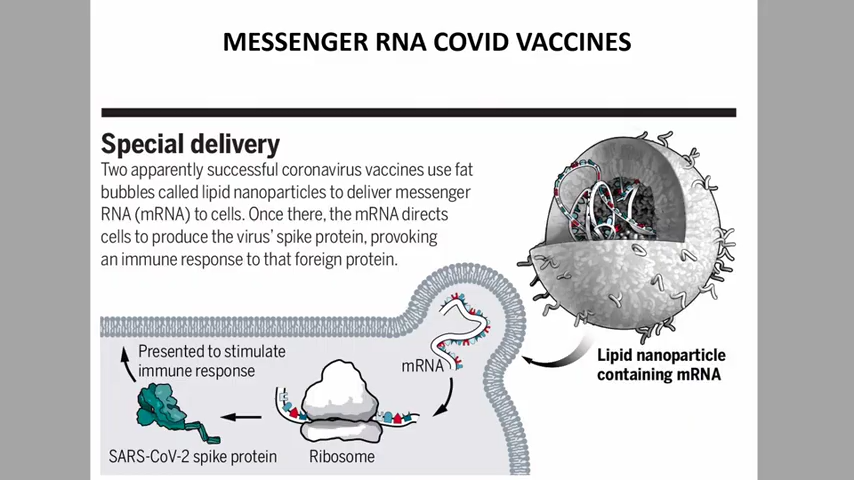 MESSENGER RNA COVID VACCINES
Special delivery
Two apparently successful coronavirus vaccines use fat
bubbles called lipid nanoparticles to deliver messenger
RNA (mRNA) to cells. Once there, the mRNA directs
cells to produce the virus' spike protein, provoking
an immune response to that foreign protein.
Presented to stimulate
immune response
mRNA
Lipid nanoparticle
containing mRNA
SARS-CoV-2 spike protein
Ribosome